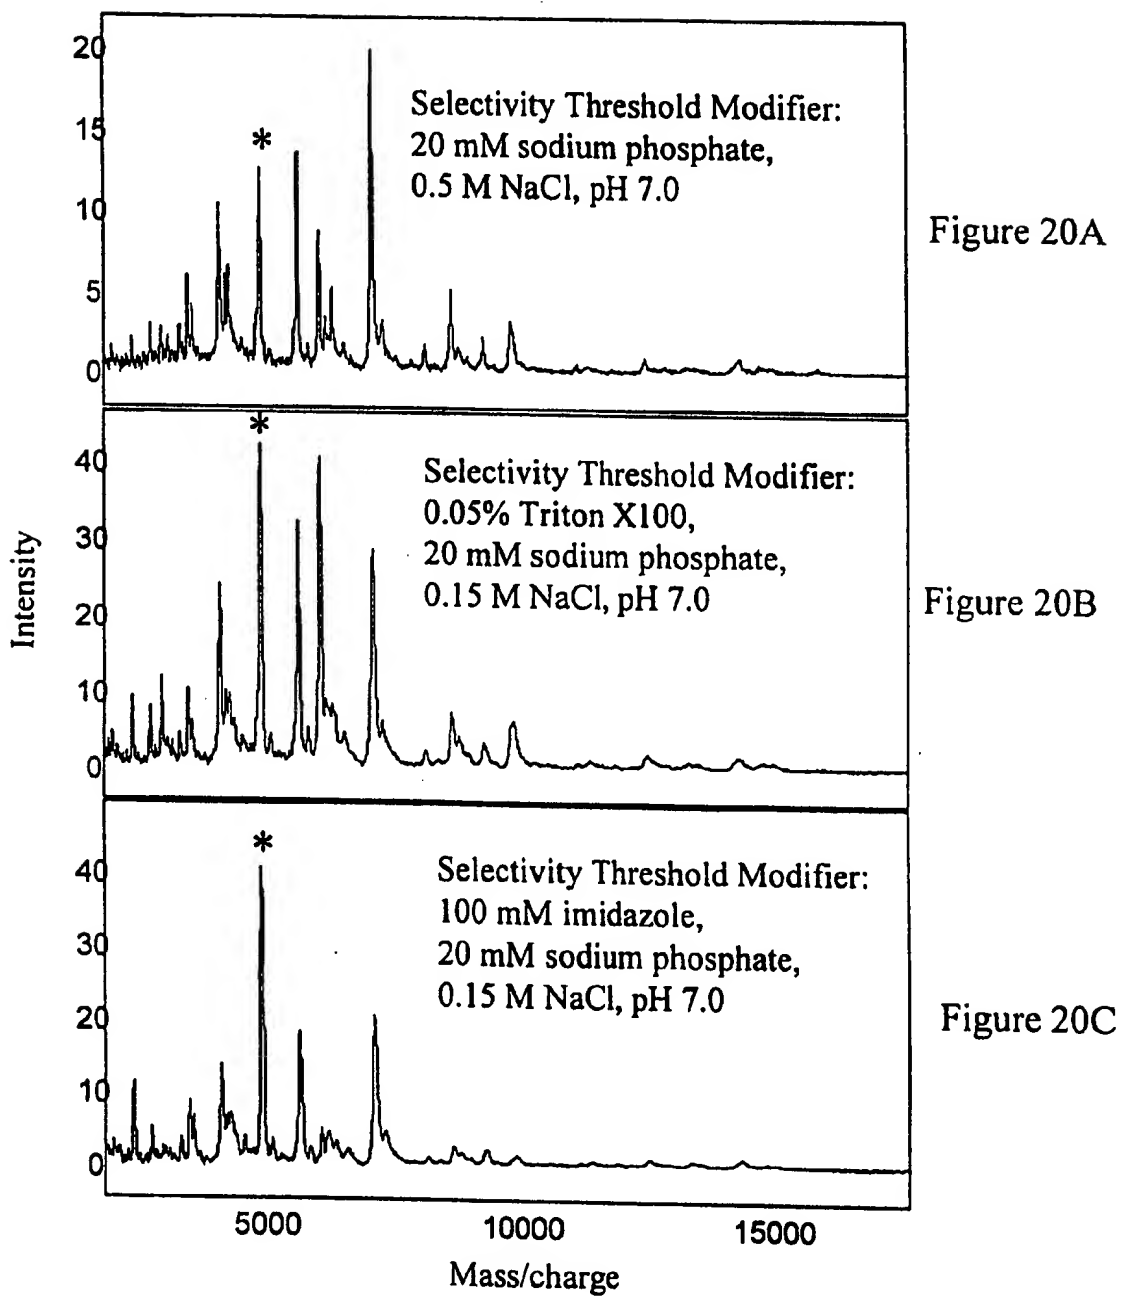 20
15
10
5
0
*
Selectivity Threshold Modifier:
20 mM sodium phosphate,
0.5 M NaCl, pH 7.0
Figure 20A
40
30
20
10
0
*
Selectivity Threshold Modifier:
0.05% Triton X100,
20 mM sodium phosphate,
0.15 M NaCl, pH 7.0
Figure 20B
Intensity
40
30
20
10
0
*
Selectivity Threshold Modifier:
100 mM imidazole,
20 mM sodium phosphate,
0.15 M NaCl, pH 7.0
Figure 20C
5000 10000 15000
Mass/charge